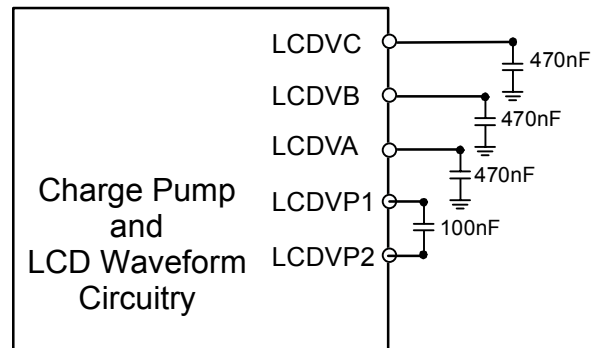 LCDVC
470nF
LCDVB
470nF
LCDVA
470nF
Charge Pump
and
LCD Waveform
Circuitry
LCDVP1
100nF
LCDVP2